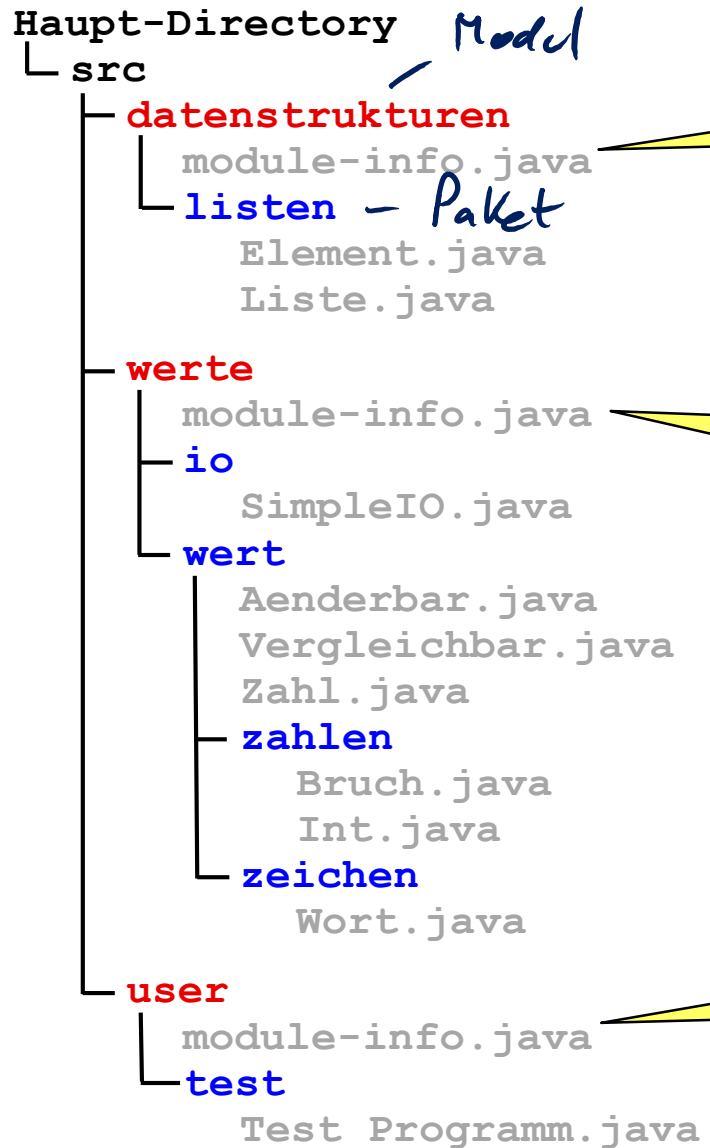 Haupt-Directory
Modul
src
datenstrukturen
module-info.java
listen - Paket
Element.java
Liste.java
werte
module-info.java
io
SimpleIO.java
wert
Aenderbar.java
Vergleichbar.java
Zahl.java
zahlen
Bruch.java
Int.java
zeichen
Wort.java
user
module-info.java
test
Test Programm.java